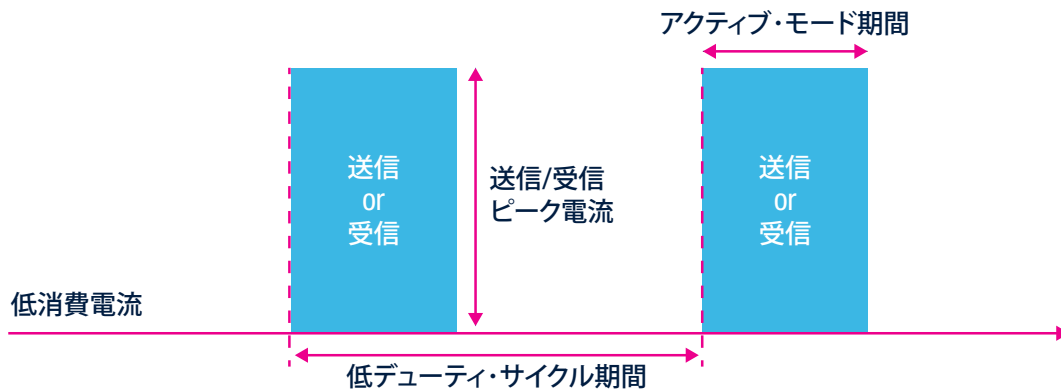 アクティブ・モード期間
送信
or
受信
送信/受信
ピーク電流
送信
or
受信
低消費電流
低デューティ・サイクル期間